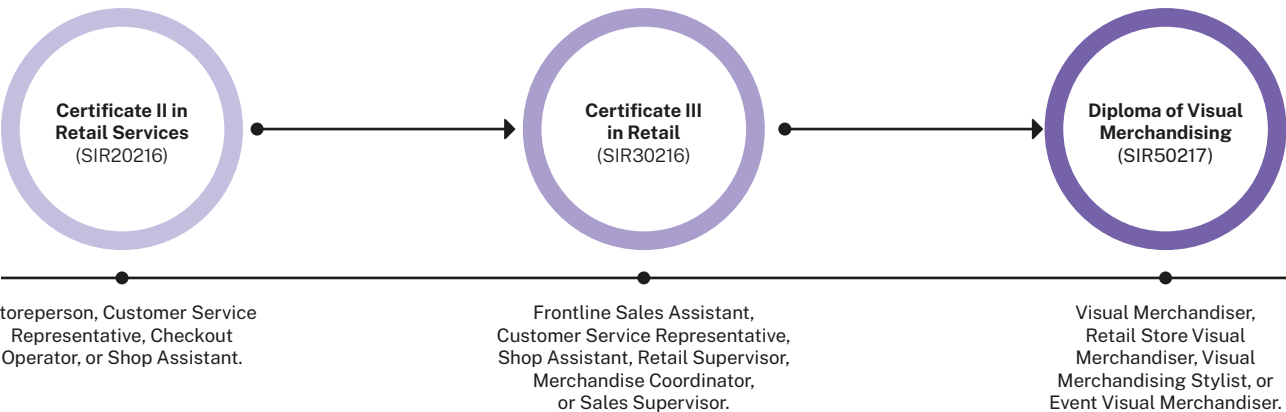 Certificate II in
Retail Services
(SIR20216)
Certificate III
in Retail
(SIR30216)
Diploma of Visual
Merchandising
(SIR50217)
toreperson, Customer Service
Representative, Checkout
Operator, or Shop Assistant.
Frontline Sales Assistant,
Customer Service Representative,
Shop Assistant, Retail Supervisor,
Merchandise Coordinator,
or Sales Supervisor.
Visual Merchandiser,
Retail Store Visual
Merchandiser, Visual
Merchandising Stylist, or
Event Visual Merchandiser.